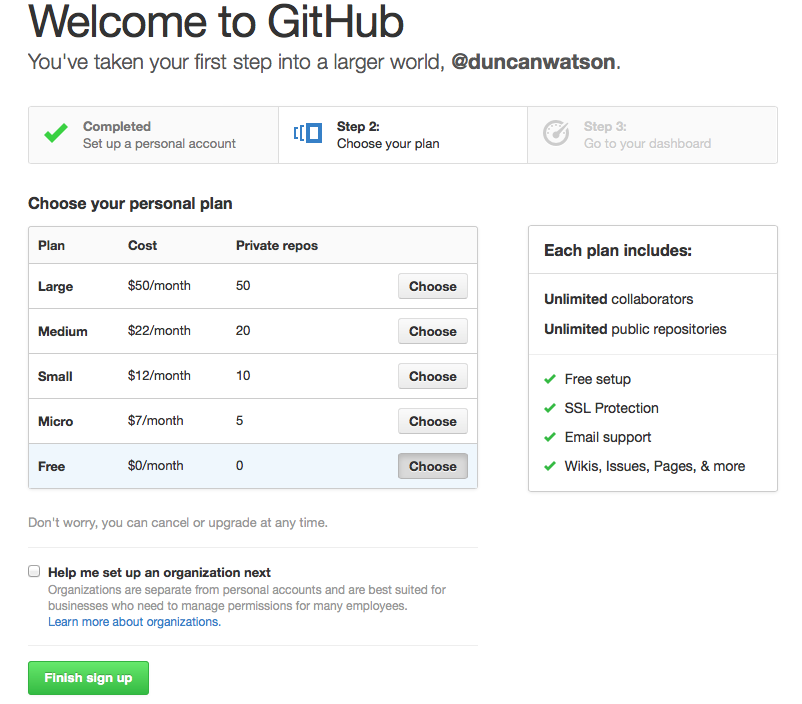 Welcome to GitHub
You've taken your first step into a larger world, @duncanwatson.
Completed
Set up a personal account
Step 2:
Choose your plan
Step 3:
Go to your dashboard
Choose your personal plan
Plan Cost Private repos
Large $50/month 50 Choose
Medium $22/month 20 Choose
Small $12/month 10 Choose
Micro $7/month 5 Choose
Free $0/month 0 Choose
Each plan includes:
Unlimited collaborators
Unlimited public repositories
Free setup
SSL Protection
Email support
Wikis, Issues, Pages, & more
Don't worry, you can cancel or upgrade at any time.
Help me set up an organization next
Organizations are separate from personal accounts and are best suited for
businesses who need to manage permissions for many employees.
Learn more about organizations.
Finish sign up